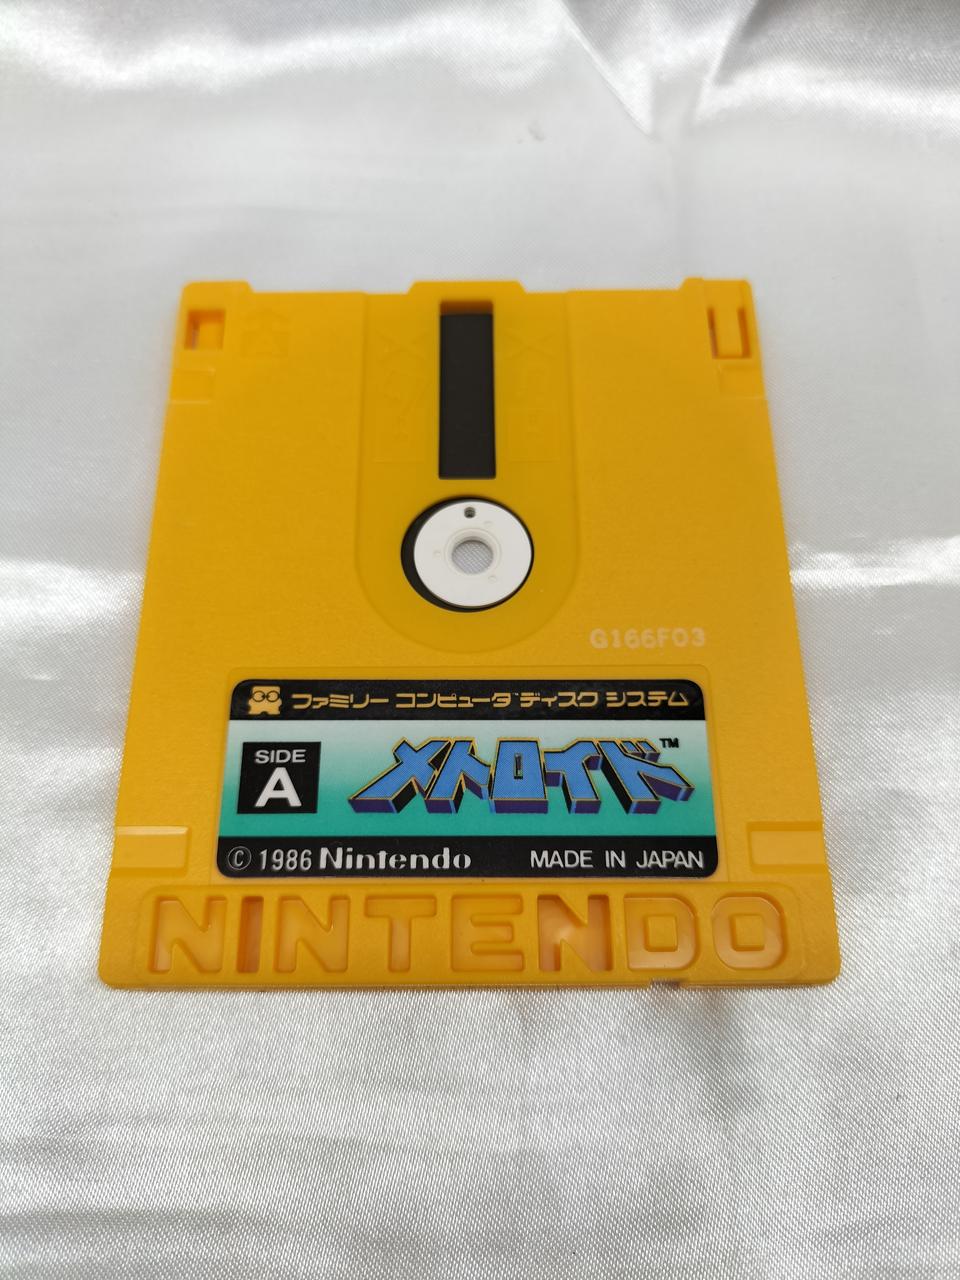 G166F03
ファミリー コンピュータ ディスク システム
SIDE
A
メトロイド™
© 1986 Nintendo MADE IN JAPAN
NINTENDO